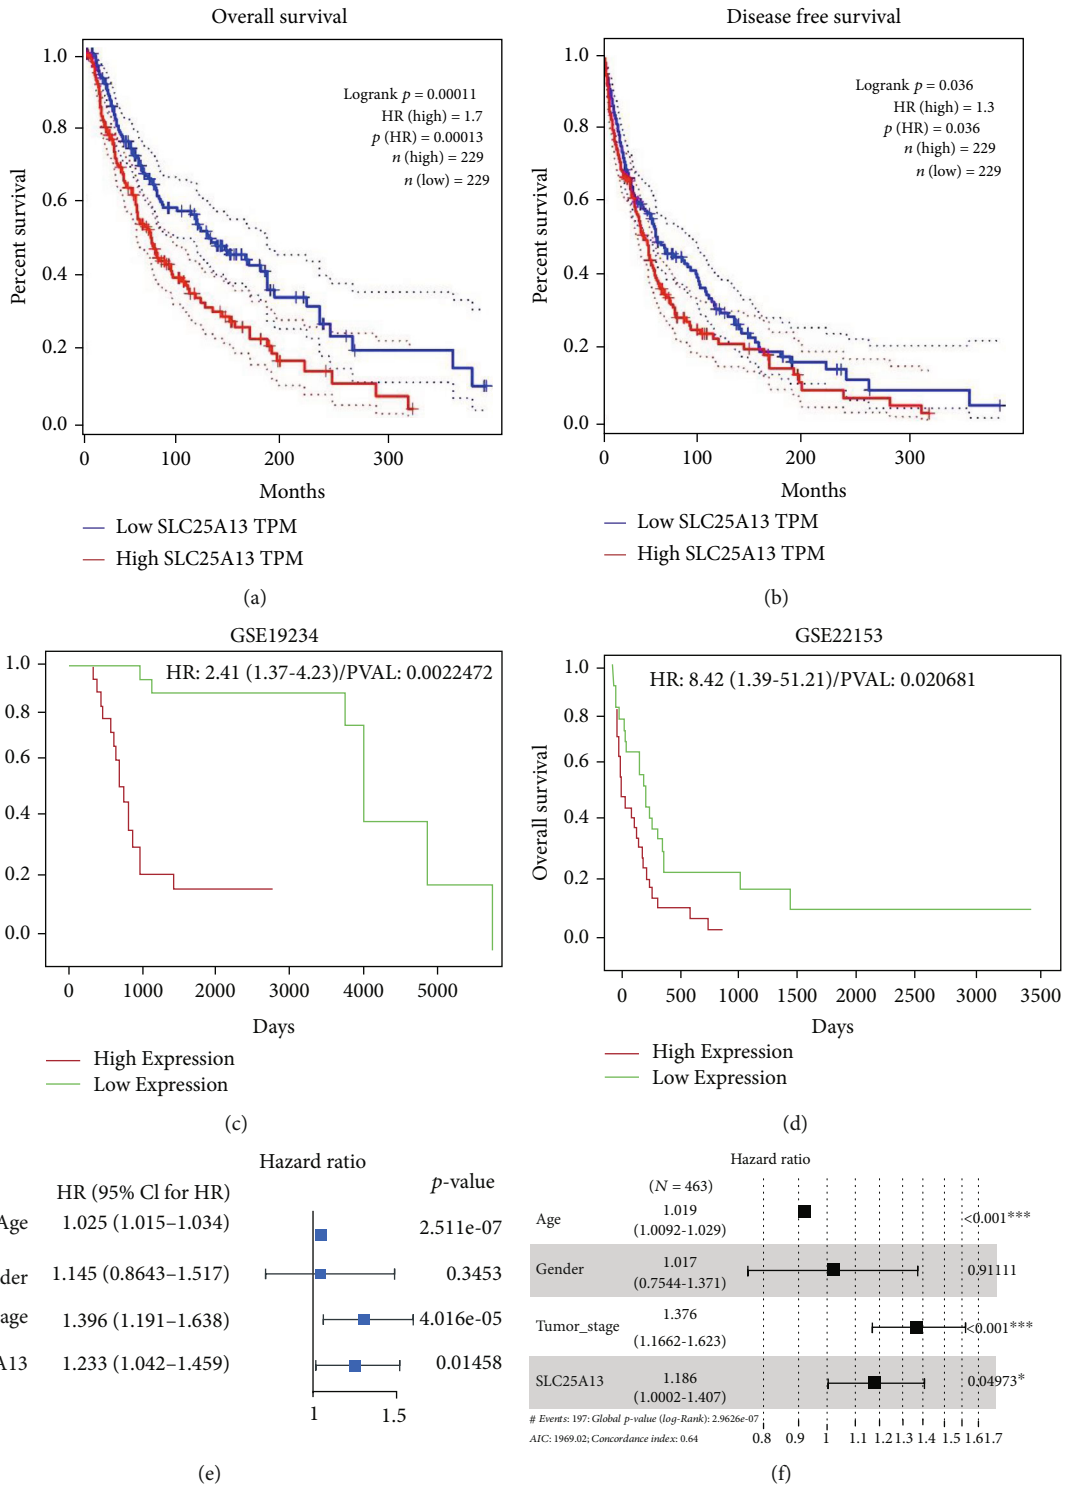 Overall survival
1.0
0.8
0.6
0.4
0.2
0.0
Percent survival
Logrank p = 0.00011
HR (high) = 1.7
p (HR) = 0.00013
n (high) = 229
n (low) = 229
0 100 200 300
Months
Low SLC25A13 TPM
High SLC25A13 TPM
(a)
Disease free survival
1.0
0.8
0.6
0.4
0.2
0.0
Percent survival
Logrank p = 0.036
HR (high) = 1.3
p (HR) = 0.036
n (high) = 229
n (low) = 229
0 100 200 300
Months
Low SLC25A13 TPM
High SLC25A13 TPM
(b)
GSE19234
HR: 2.41 (1.37-4.23)/PVAL: 0.0022472
1.0
0.8
0.6
0.4
0.2
0.0
0 1000 2000 3000 4000 5000
Days
High Expression
Low Expression
(c)
GSE22153
HR: 8.42 (1.39-51.21)/PVAL: 0.020681
1.0
0.8
0.6
0.4
0.2
0.0
Overall survival
0 500 1000 1500 2000 2500 3000 3500
Days
High Expression
Low Expression
(d)
Hazard ratio
HR (95% Cl for HR) p-value
Age 1.025 (1.015–1.034) 2.511e-07
der 1.145 (0.8643–1.517) 0.3453
age 1.396 (1.191–1.638) 4.016e-05
A13 1.233 (1.042–1.459) 0.01458
1 1.5
(e)
Hazard ratio
(N = 463)
Age 1.019 (1.0092-1.029) <0.001***
Gender 1.017 (0.7544-1.371) 0.91111
Tumor_stage 1.376 (1.1662-1.623) <0.001***
SLC25A13 1.186 (1.0002-1.407) 0.04973*
# Events: 197: Global p-value (log-Rank): 2.9626e-07
AIC: 1969.02; Concordance index: 0.64
0.8 0.9 1 1.1 1.2 1.3 1.4 1.5 1.6 1.7
(f)